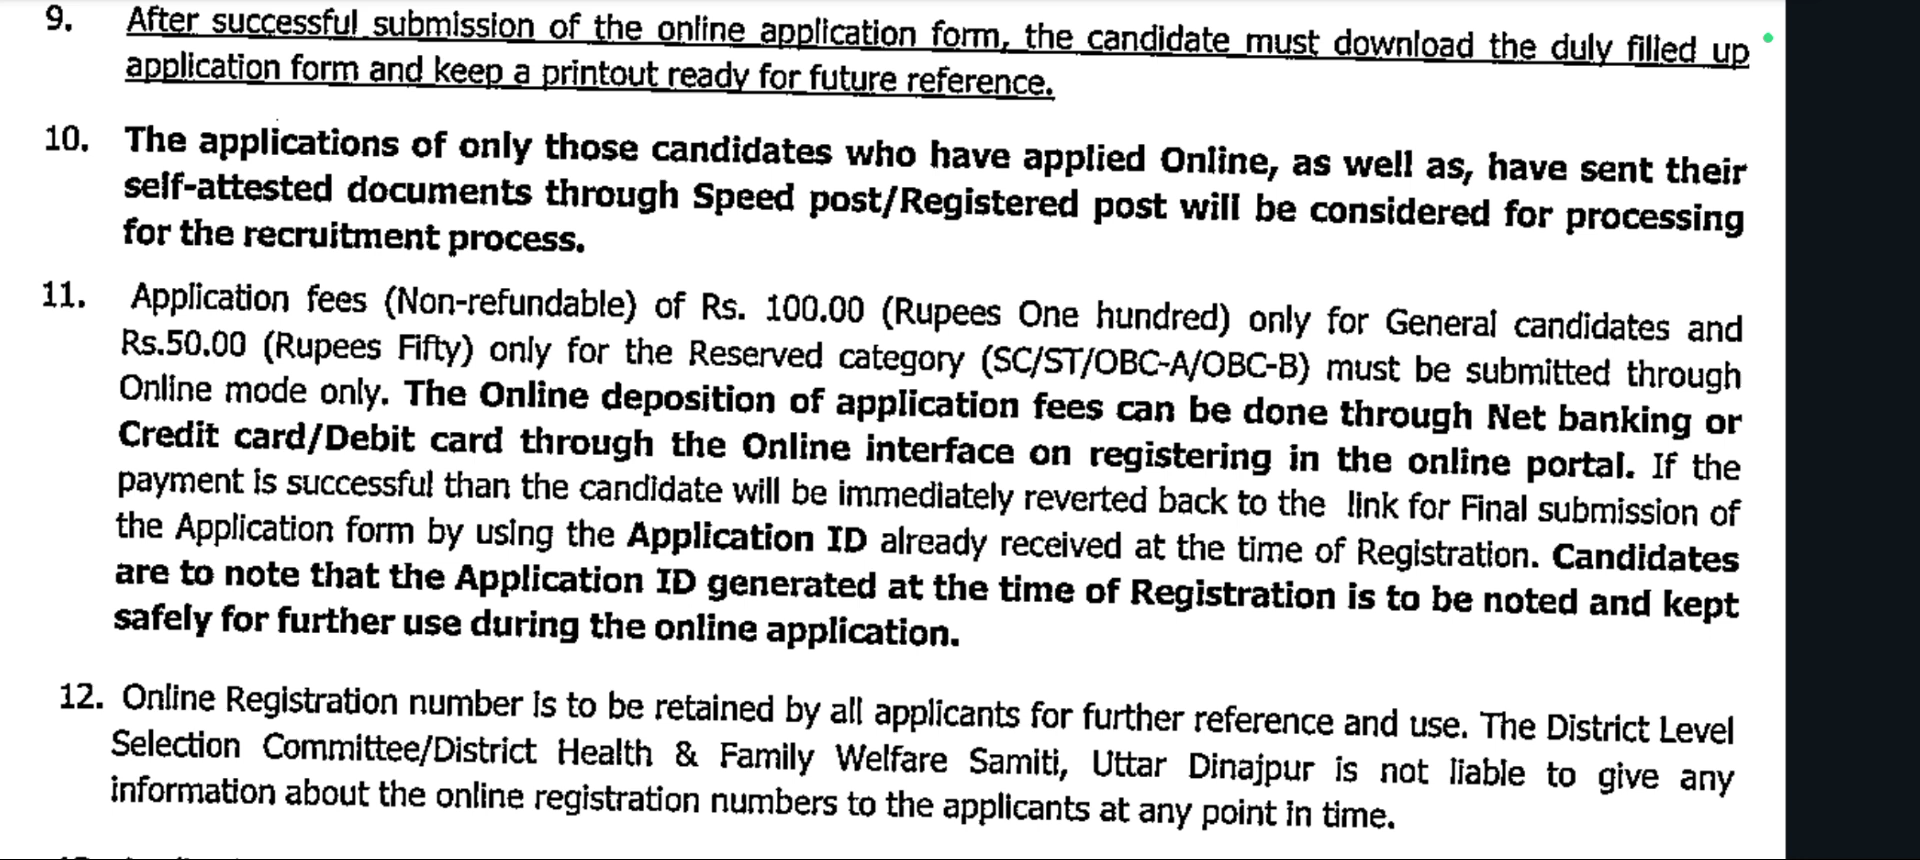 9. After successful submission of the online application form, the candidate must download the duly filled up
application form and keep a printout ready for future reference.
10. The applications of only those candidates who have applied Online, as well as, have sent their
self-attested documents through Speed post/Registered post will be considered for processing
for the recruitment process.
11. Application fees (Non-refundable) of Rs. 100.00 (Rupees One hundred) only for General candidates and
Rs.50.00 (Rupees Fifty) only for the Reserved category (SC/ST/OBC-A/OBC-B) must be submitted through
Online mode only. The Online deposition of application fees can be done through Net banking or
Credit card/Debit card through the Online interface on registering in the online portal. If the
payment is successful than the candidate will be immediately reverted back to the link for Final submission of
the Application form by using the Application ID already received at the time of Registration. Candidates
are to note that the Application ID generated at the time of Registration is to be noted and kept
safely for further use during the online application.
12. Online Registration number is to be retained by all applicants for further reference and use. The District Level
Selection Committee/District Health & Family Welfare Samiti, Uttar Dinajpur is not liable to give any
information about the online registration numbers to the applicants at any point in time.